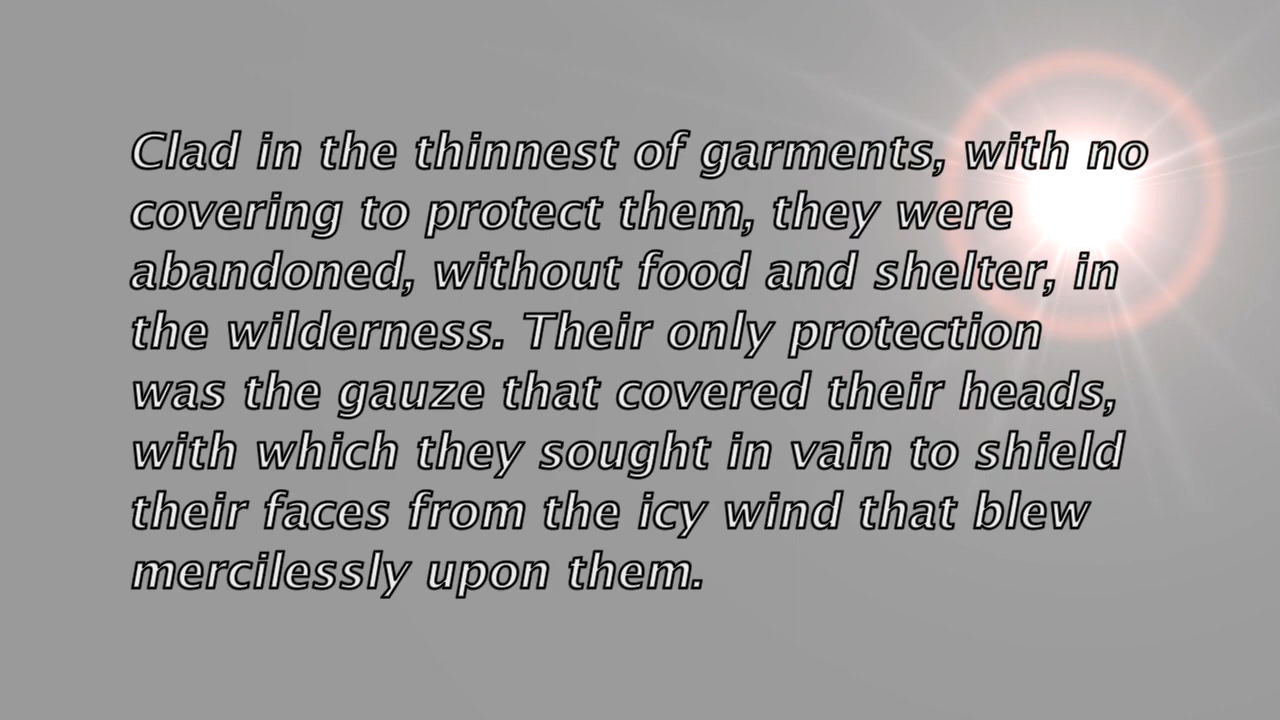 Clad in the thinnest of garments, with no
covering to protect them, they were
abandoned, without food and shelter, in
the wilderness. Their only protection
was the gauze that covered their heads,
with which they sought in vain to shield
their faces from the icy wind that blew
mercilessly upon them.